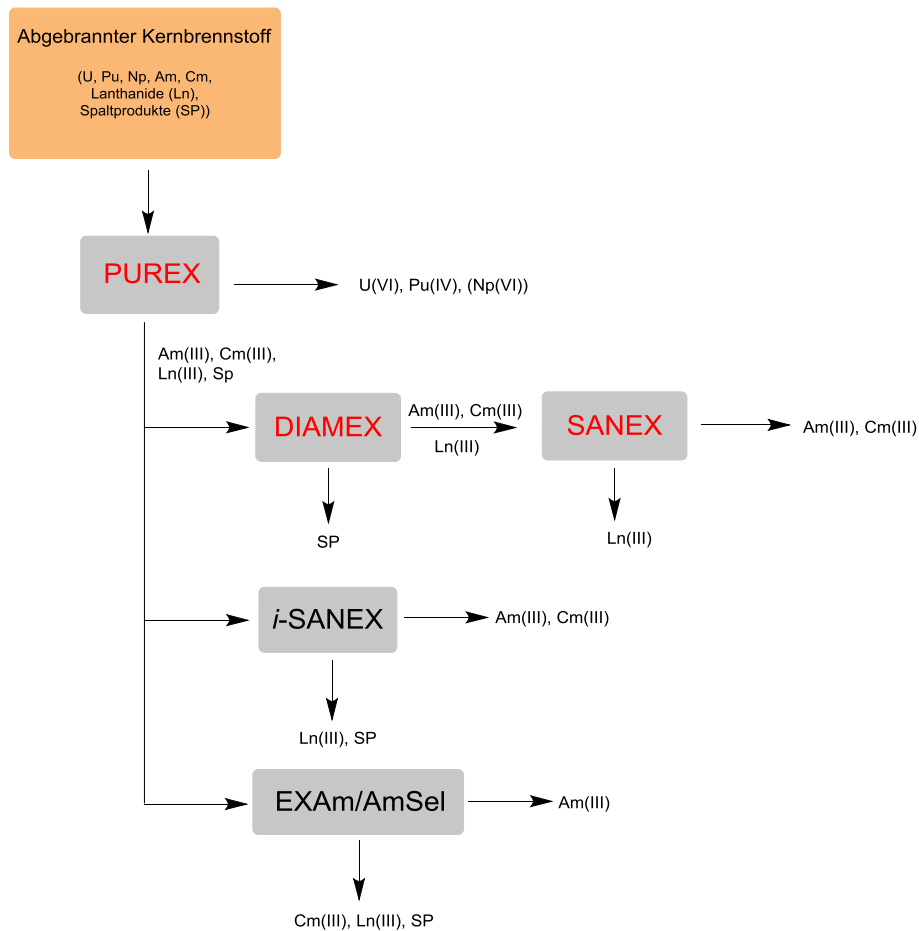 Abgebrannter Kernbrennstoff
(U, Pu, Np, Am, Cm,
Lanthanide (Ln),
Spaltprodukte (SP))
PUREX
U(VI), Pu(IV), (Np(VI))
Am(III), Cm(III),
Ln(III), Sp
DIAMEX
Am(III), Cm(III)
Ln(III)
SANEX
Am(III), Cm(III)
SP
Ln(III)
i-SANEX
Am(III), Cm(III)
Ln(III), SP
EXAm/AmSel
Am(III)
Cm(III), Ln(III), SP